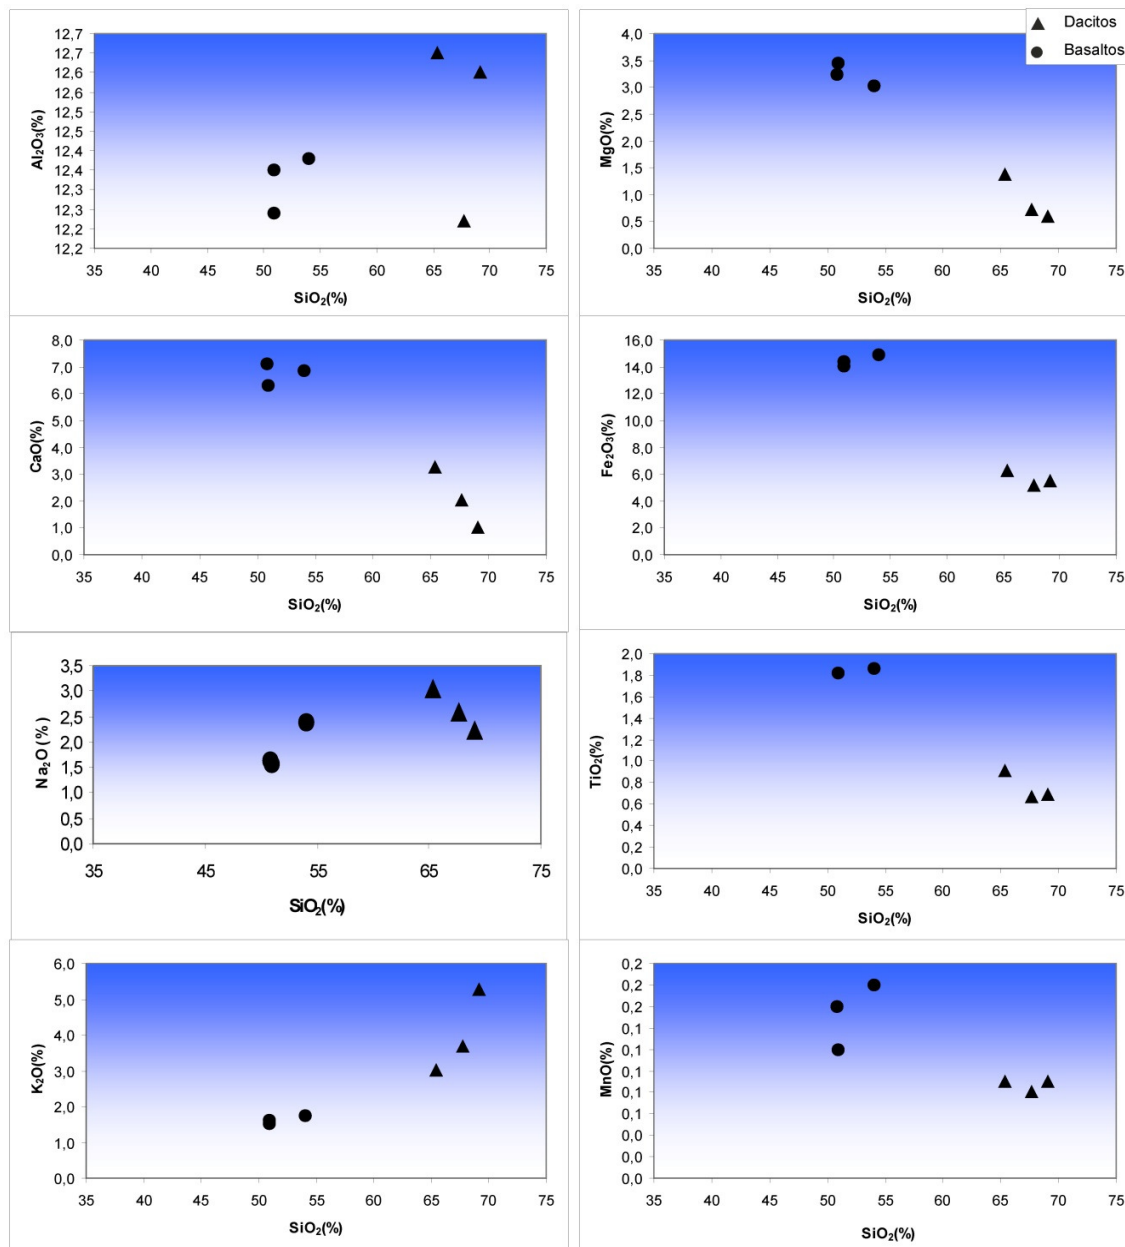 Dacitos
Basaltos
12,7
12,7
12,6
12,6
12,5
12,5
12,4
12,4
12,3
12,3
12,2
12,2
Al₂O₃(%)
35 40 45 50 55 60 65 70 75
SiO₂(%)
4,0
3,5
3,0
2,5
2,0
1,5
1,0
0,5
0,0
MgO(%)
35 40 45 50 55 60 65 70 75
SiO₂(%)
8,0
7,0
6,0
5,0
4,0
3,0
2,0
1,0
0,0
CaO(%)
35 40 45 50 55 60 65 70 75
SiO₂(%)
16,0
14,0
12,0
10,0
8,0
6,0
4,0
2,0
0,0
Fe₂O₃(%)
35 40 45 50 55 60 65 70 75
SiO₂(%)
3,5
3,0
2,5
2,0
1,5
1,0
0,5
0,0
Na₂O (%)
35 45 55 65 75
SiO₂(%)
2,0
1,8
1,6
1,4
1,2
1,0
0,8
0,6
0,4
0,2
0,0
TiO₂(%)
35 40 45 50 55 60 65 70 75
SiO₂(%)
6,0
5,0
4,0
3,0
2,0
1,0
0,0
K₂O(%)
35 40 45 50 55 60 65 70 75
SiO₂(%)
0,2
0,2
0,2
0,1
0,1
0,1
0,1
0,1
0,0
0,0
0,0
MnO(%)
35 40 45 50 55 60 65 70 75
SiO₂(%)